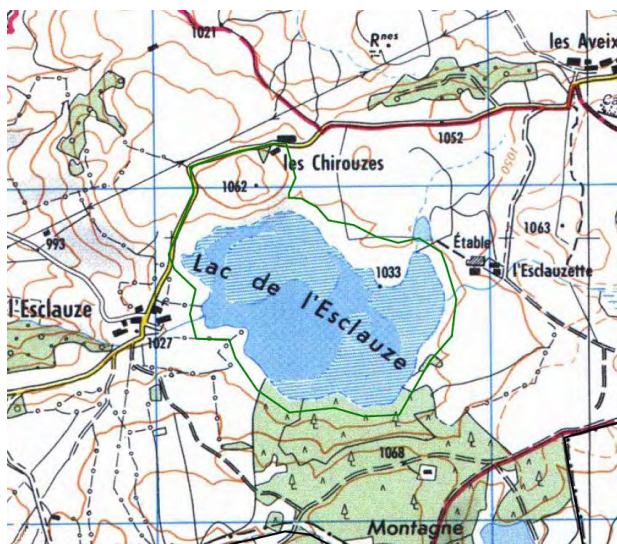 1021
Rnes
les Aveix
1052
les Chirouzes
1062
1050
1063
993
Étable
l'Esclauzette
1033
Lac de l'Esclauze
l'Esclauze
1027
1068
Montagne